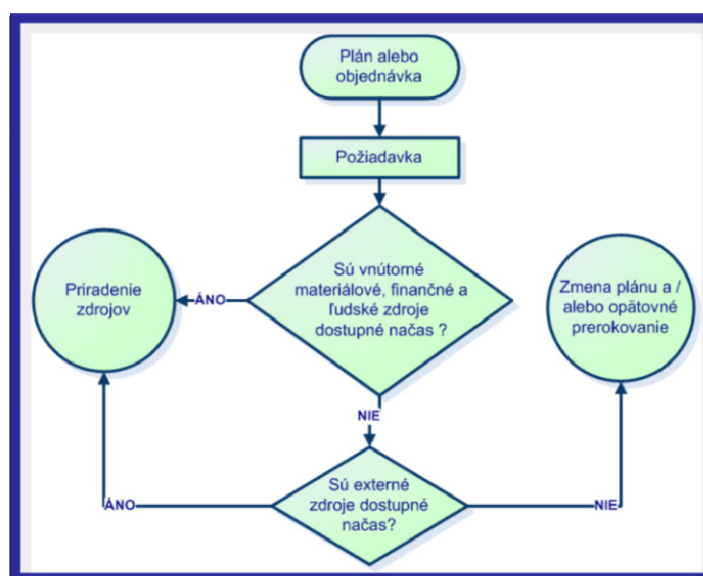 Plán alebo
objednávka
Požiadavka
Sú vnútorné
materiálové, finančné a
ľudské zdroje
dostupné načas ?
ÁNO
Priradenie
zdrojov
Zmena plánu a /
alebo opätovné
prerokovanie
NIE
Sú externé
zdroje dostupné
načas?
ÁNO
NIE